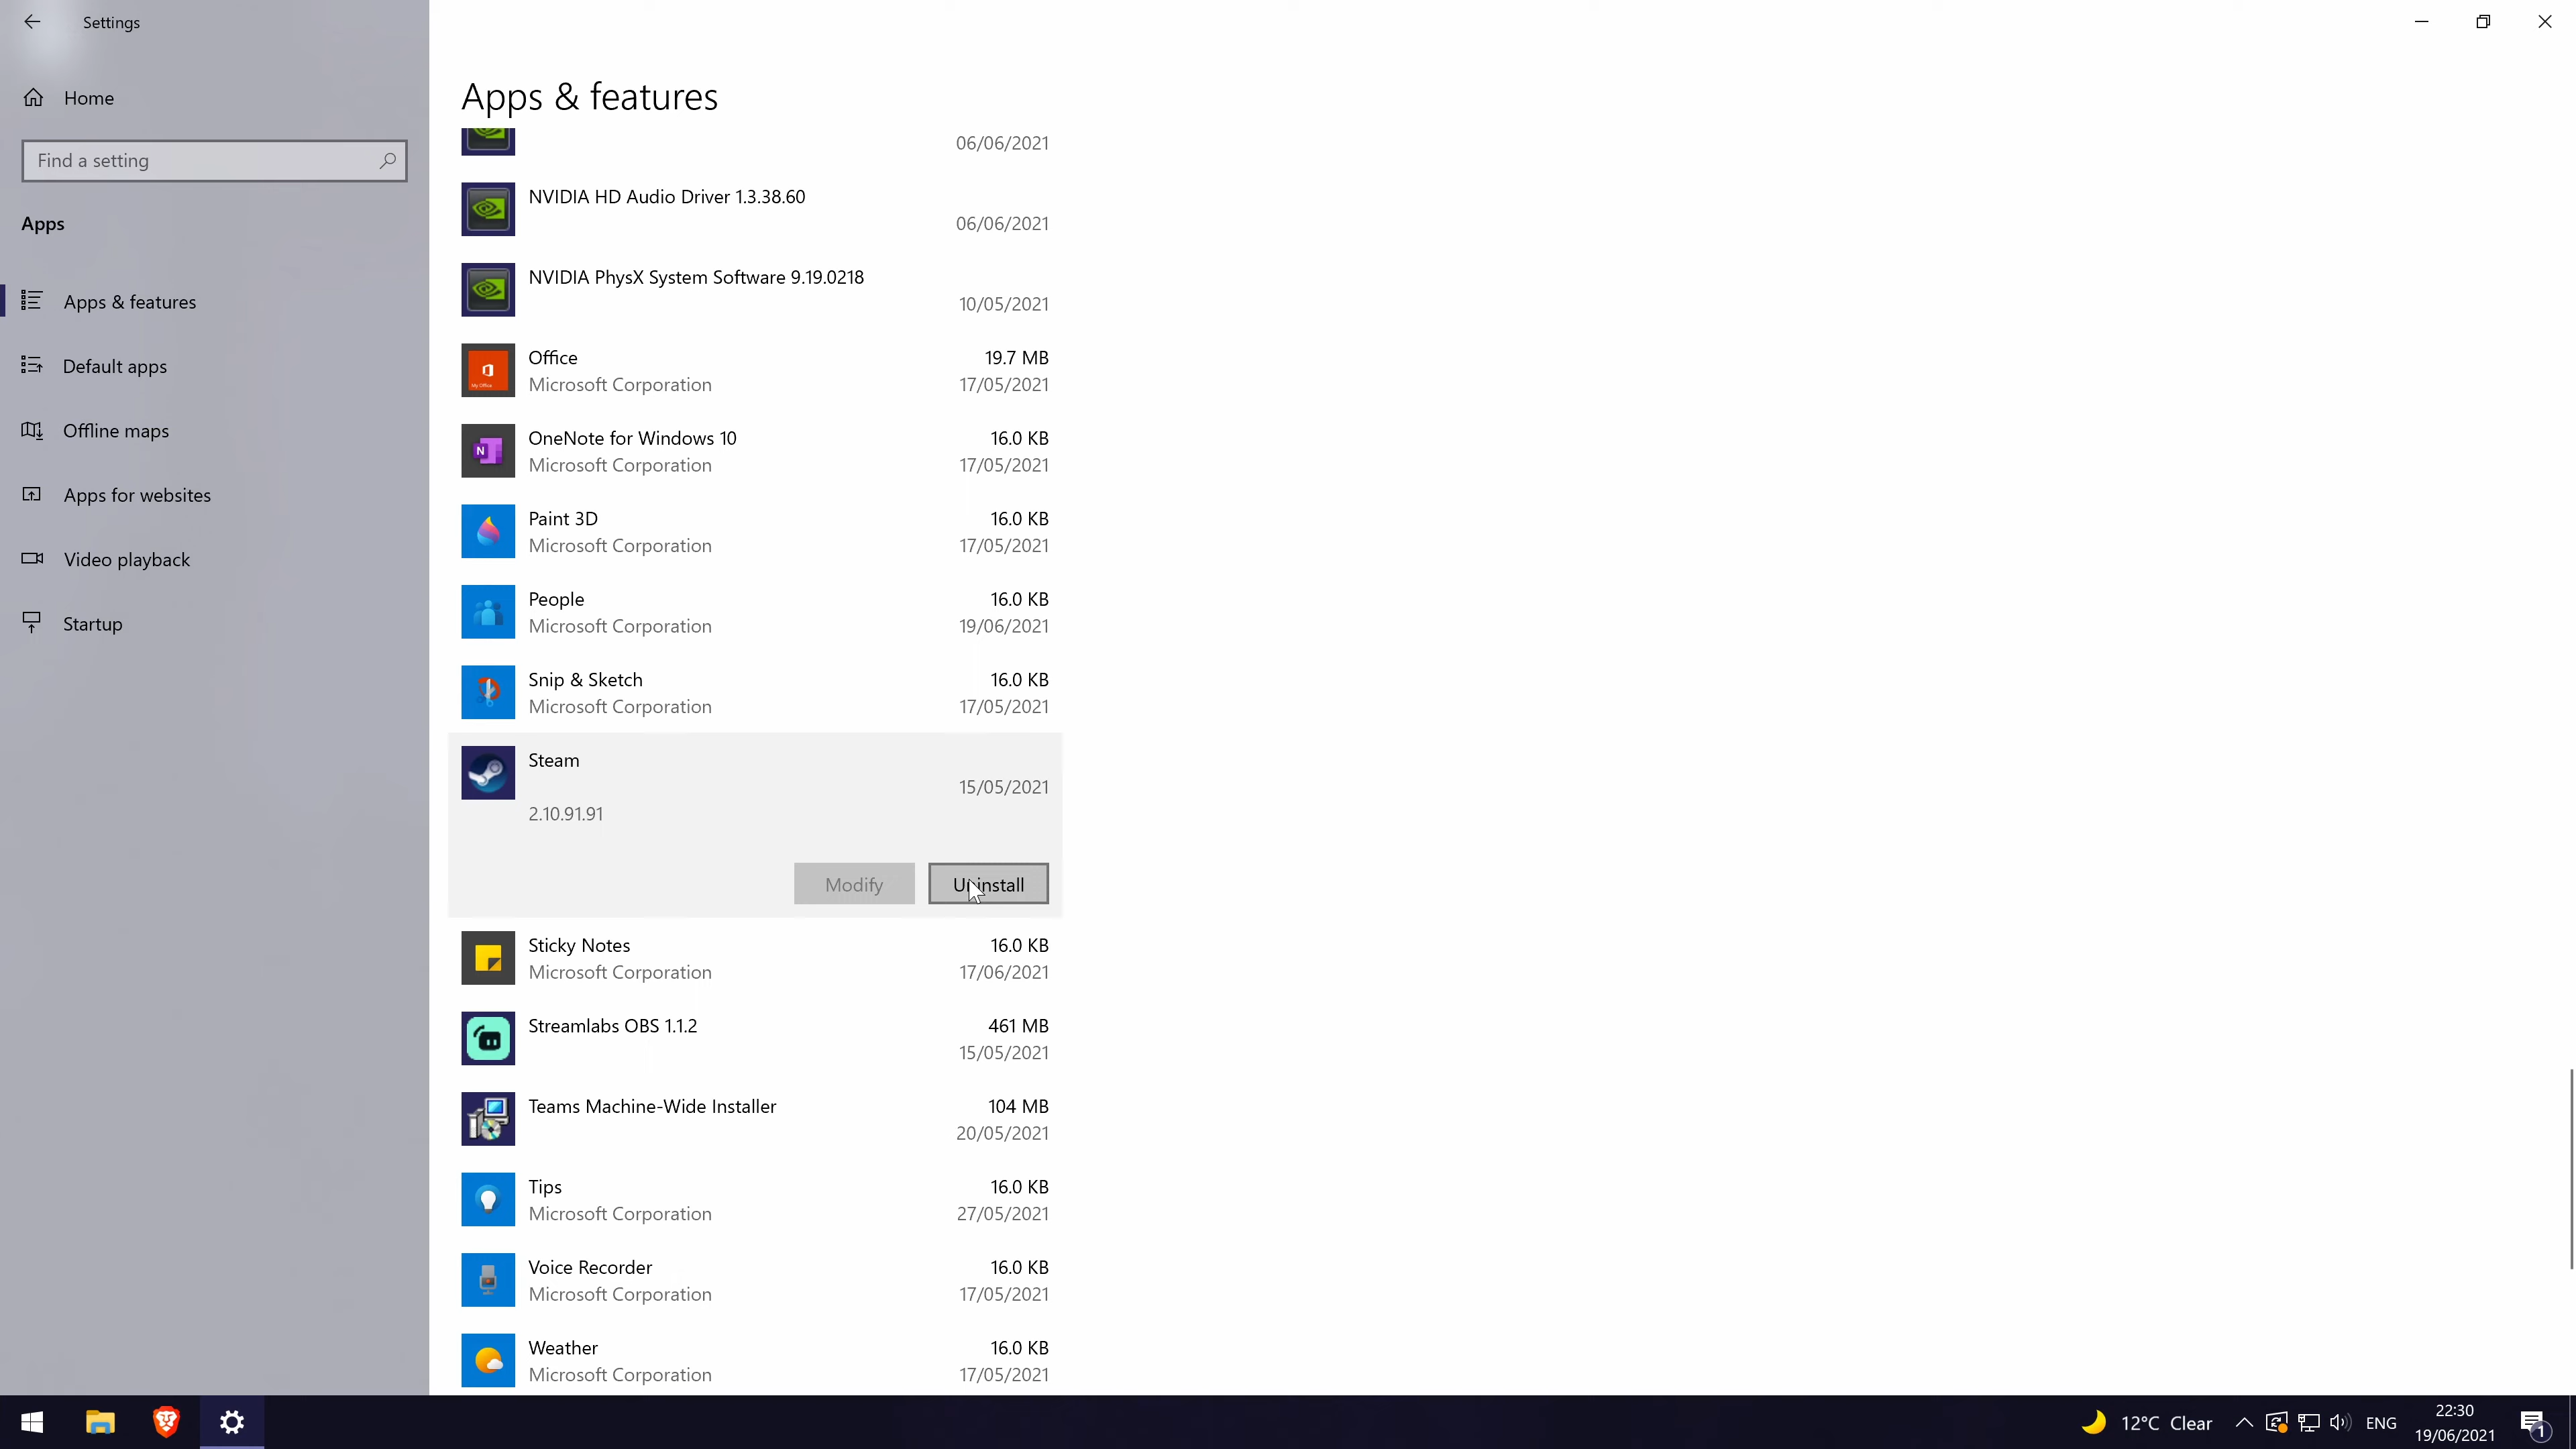 Settings
Home
Find a setting
Apps
Apps & features
Default apps
Offline maps
Apps for websites
Video playback
Startup
Apps & features
06/06/2021
NVIDIA HD Audio Driver 1.3.38.60
06/06/2021
NVIDIA PhysX System Software 9.19.0218
10/05/2021
Office 19.7 MB
Microsoft Corporation 17/05/2021
OneNote for Windows 10 16.0 KB
Microsoft Corporation 17/05/2021
Paint 3D 16.0 KB
Microsoft Corporation 17/05/2021
People 16.0 KB
Microsoft Corporation 19/06/2021
Snip & Sketch 16.0 KB
Microsoft Corporation 17/05/2021
Steam
15/05/2021
2.10.91.91
Modify Uninstall
Sticky Notes 16.0 KB
Microsoft Corporation 17/06/2021
Streamlabs OBS 1.1.2 461 MB
15/05/2021
Teams Machine-Wide Installer 104 MB
20/05/2021
Tips 16.0 KB
Microsoft Corporation 27/05/2021
Voice Recorder 16.0 KB
Microsoft Corporation 17/05/2021
Weather 16.0 KB
Microsoft Corporation 17/05/2021
12°C Clear ENG 22:30
19/06/2021
1